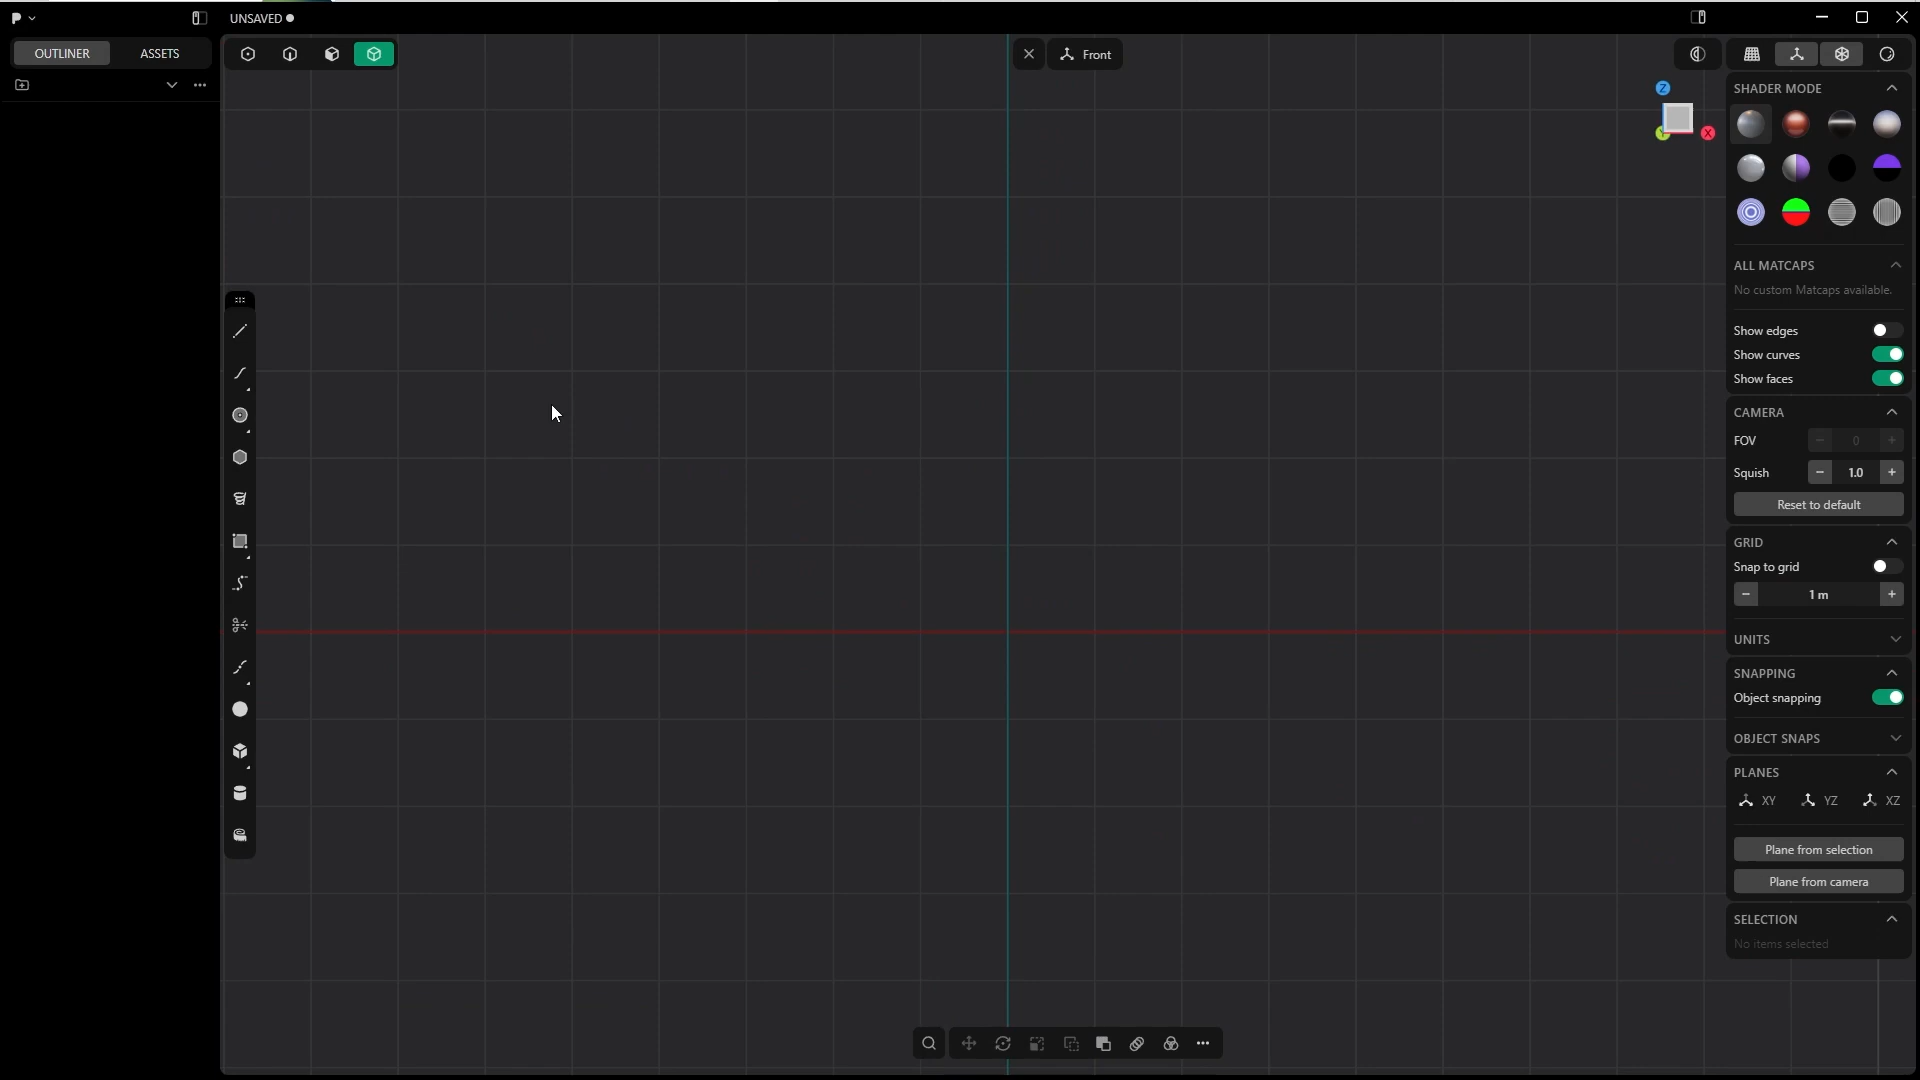 UNSAVED
OUTLINER
ASSETS
Front
Z
Y
X
SHADER MODE
ALL MATCAPS
No custom Matcaps available.
Show edges
Show curves
Show faces
CAMERA
FOV
− 0 +
Squish
− 1.0 +
Reset to default
GRID
Snap to grid
− 1 m +
UNITS
SNAPPING
Object snapping
OBJECT SNAPS
PLANES
XY YZ XZ
Plane from selection
Plane from camera
SELECTION
No items selected